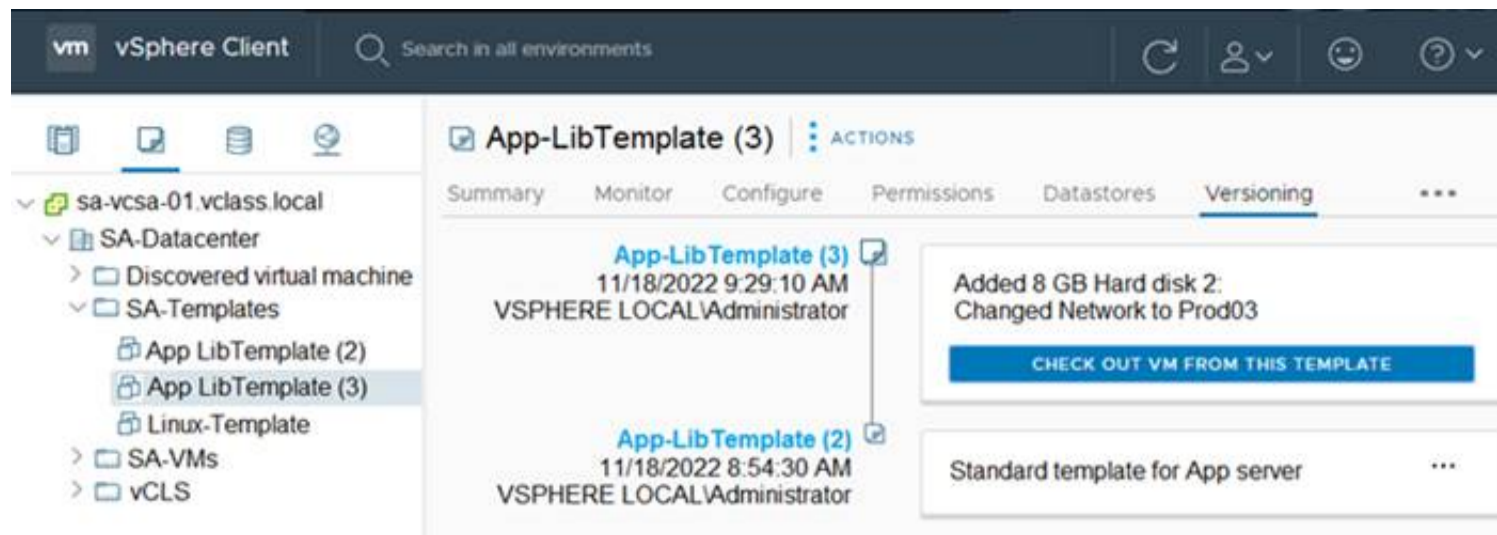 vm vSphere Client Search in all environments
App-LibTemplate (3) ACTIONS
Summary Monitor Configure Permissions Datastores Versioning
sa-vcsa-01.vclass.local
SA-Datacenter
Discovered virtual machine
SA-Templates
App LibTemplate (2)
App LibTemplate (3)
Linux-Template
SA-VMs
vCLS
App-LibTemplate (3)
11/18/2022 9:29:10 AM
VSPHERE LOCAL\Administrator
Added 8 GB Hard disk 2:
Changed Network to Prod03
CHECK OUT VM FROM THIS TEMPLATE
App-LibTemplate (2)
11/18/2022 8:54:30 AM
VSPHERE LOCAL\Administrator
Standard template for App server